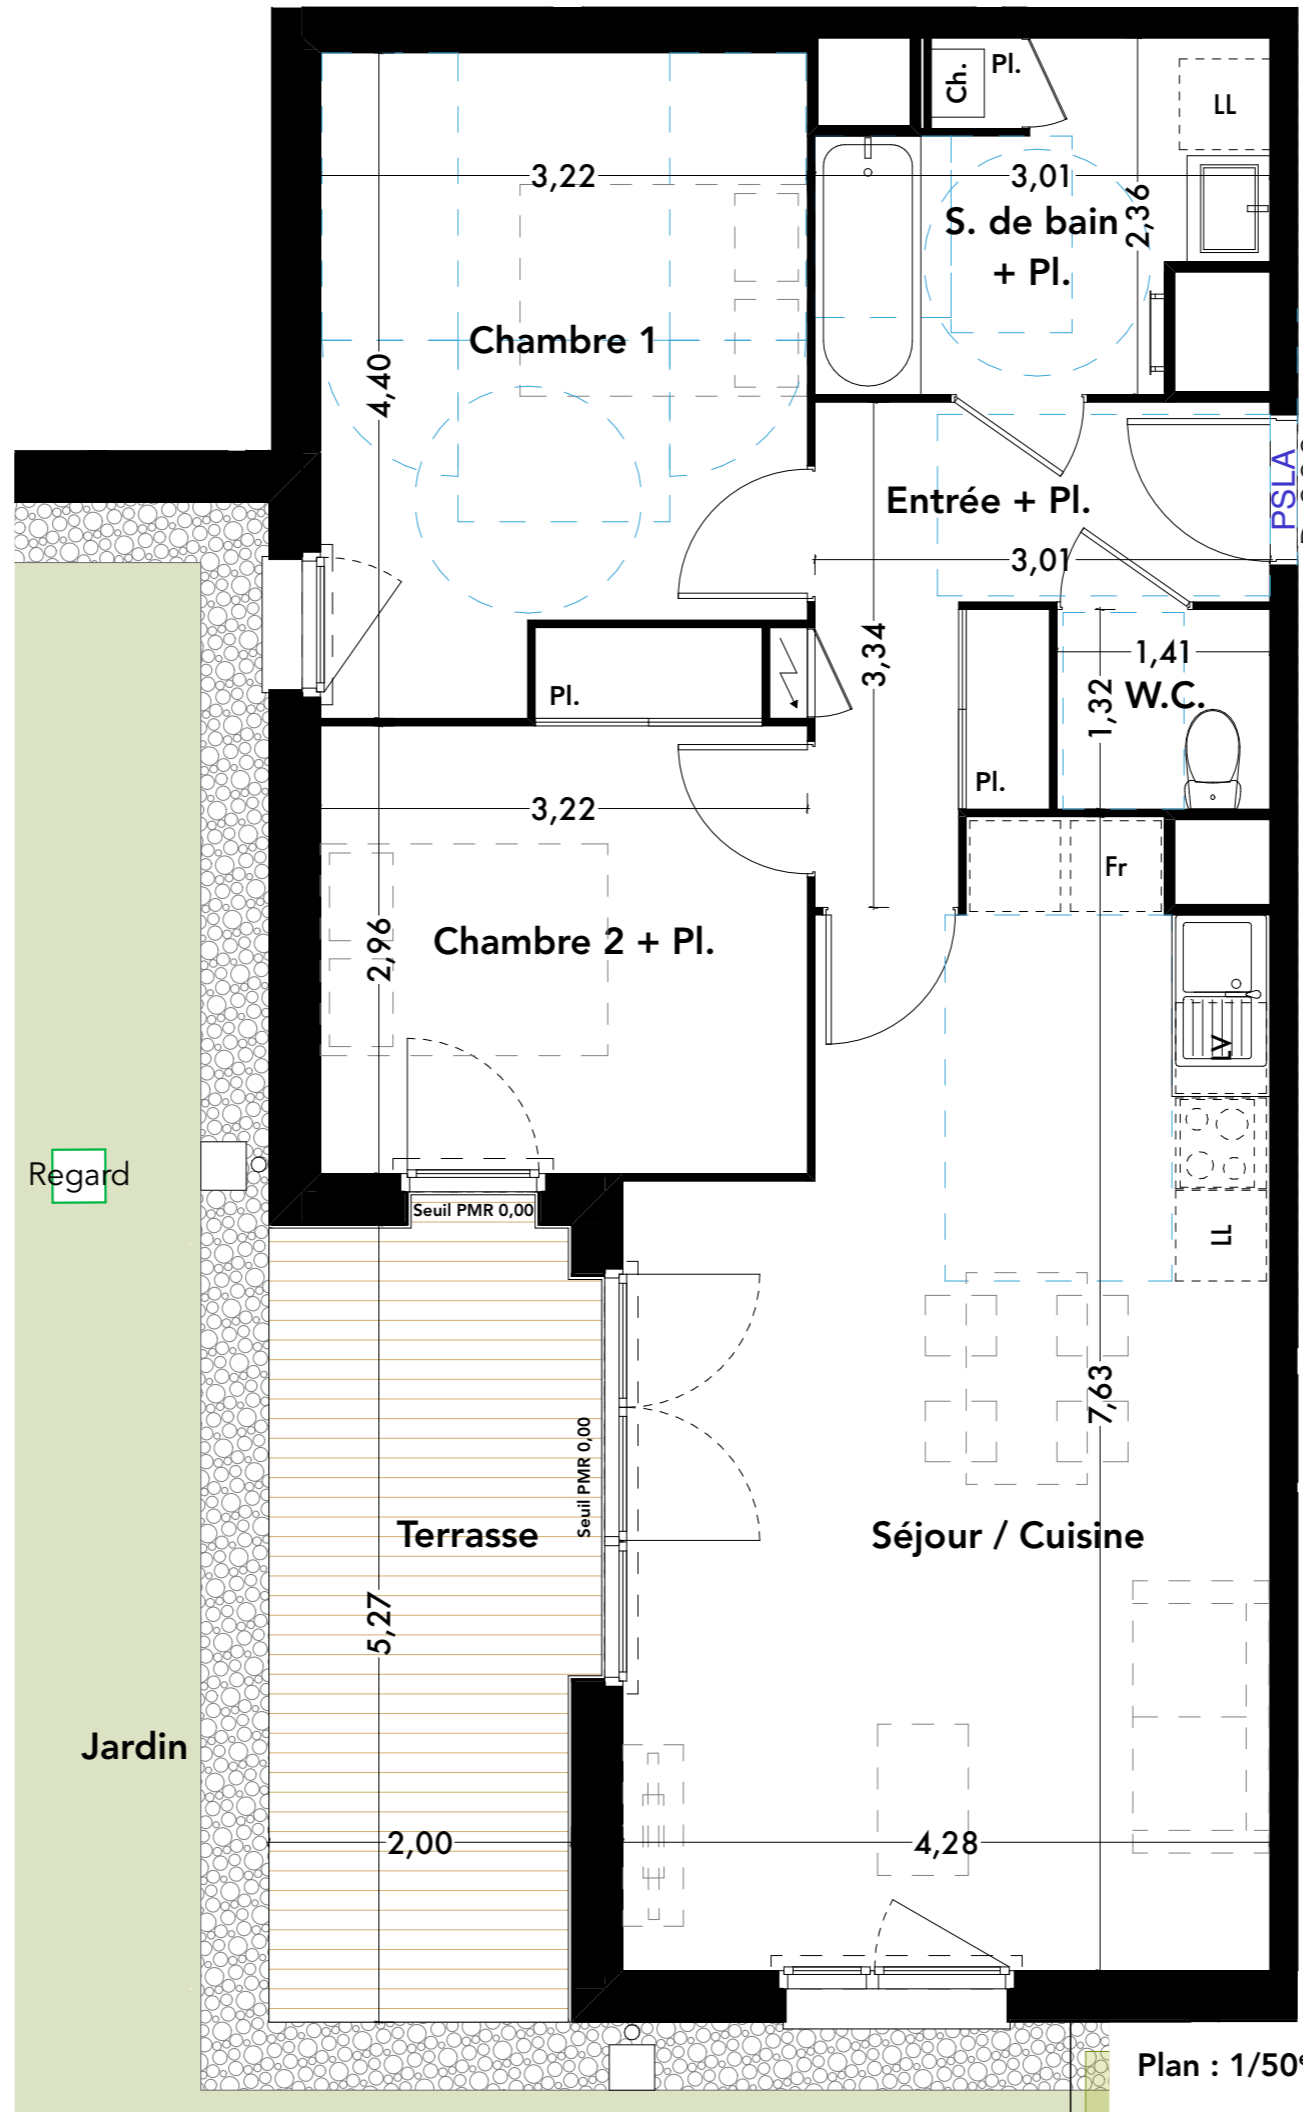 Ch.
Pl.
LL
3,22
3,01
2,36
S. de bain
+ Pl.
Chambre 1
4,40
Entrée + Pl.
PSLA
3,01
3,34
1,41
W.C.
1,32
Pl.
Pl.
3,22
Fr
Chambre 2 + Pl.
2,96
LV
Regard
Seuil PMR 0,00
LL
7,63
Seuil PMR 0,00
Terrasse
Séjour / Cuisine
5,27
Jardin
2,00
4,28
Plan : 1/50e